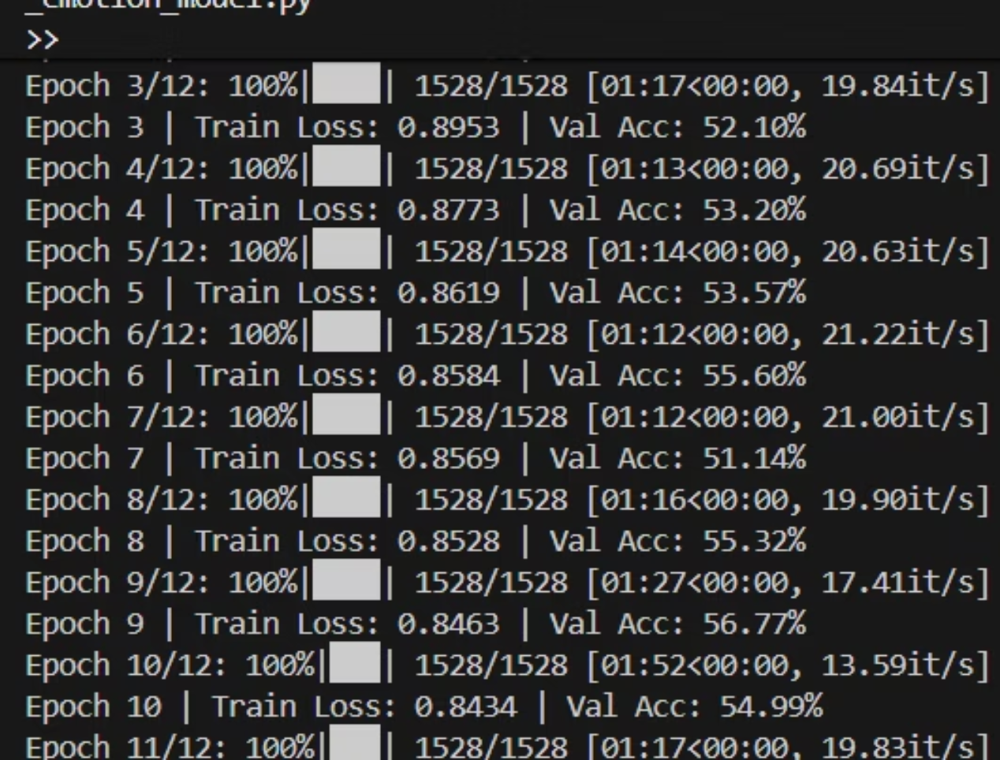 _emotion_model.py
>>
Epoch 3/12: 100%|████| 1528/1528 [01:17<00:00, 19.84it/s]
Epoch 3 | Train Loss: 0.8953 | Val Acc: 52.10%
Epoch 4/12: 100%|████| 1528/1528 [01:13<00:00, 20.69it/s]
Epoch 4 | Train Loss: 0.8773 | Val Acc: 53.20%
Epoch 5/12: 100%|████| 1528/1528 [01:14<00:00, 20.63it/s]
Epoch 5 | Train Loss: 0.8619 | Val Acc: 53.57%
Epoch 6/12: 100%|████| 1528/1528 [01:12<00:00, 21.22it/s]
Epoch 6 | Train Loss: 0.8584 | Val Acc: 55.60%
Epoch 7/12: 100%|████| 1528/1528 [01:12<00:00, 21.00it/s]
Epoch 7 | Train Loss: 0.8569 | Val Acc: 51.14%
Epoch 8/12: 100%|████| 1528/1528 [01:16<00:00, 19.90it/s]
Epoch 8 | Train Loss: 0.8528 | Val Acc: 55.32%
Epoch 9/12: 100%|████| 1528/1528 [01:27<00:00, 17.41it/s]
Epoch 9 | Train Loss: 0.8463 | Val Acc: 56.77%
Epoch 10/12: 100%|███| 1528/1528 [01:52<00:00, 13.59it/s]
Epoch 10 | Train Loss: 0.8434 | Val Acc: 54.99%
Epoch 11/12: 100%|███| 1528/1528 [01:17<00:00, 19.83it/s]